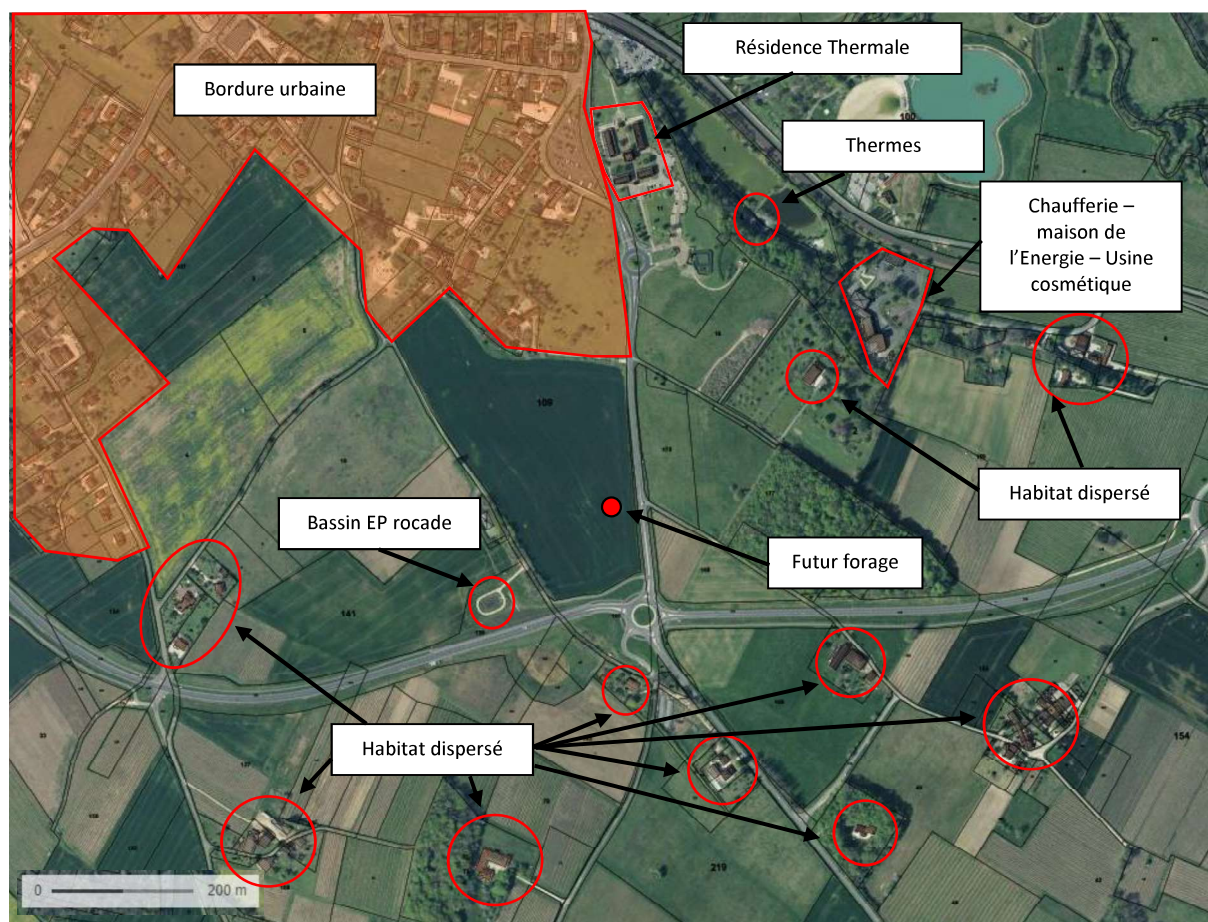 Résidence Thermale
Bordure urbaine
Thermes
Chaufferie –
maison de
l’Energie – Usine
cosmétique
100
109
Habitat dispersé
Bassin EP rocade
Futur forage
141
Habitat dispersé
154
219
0 200 m